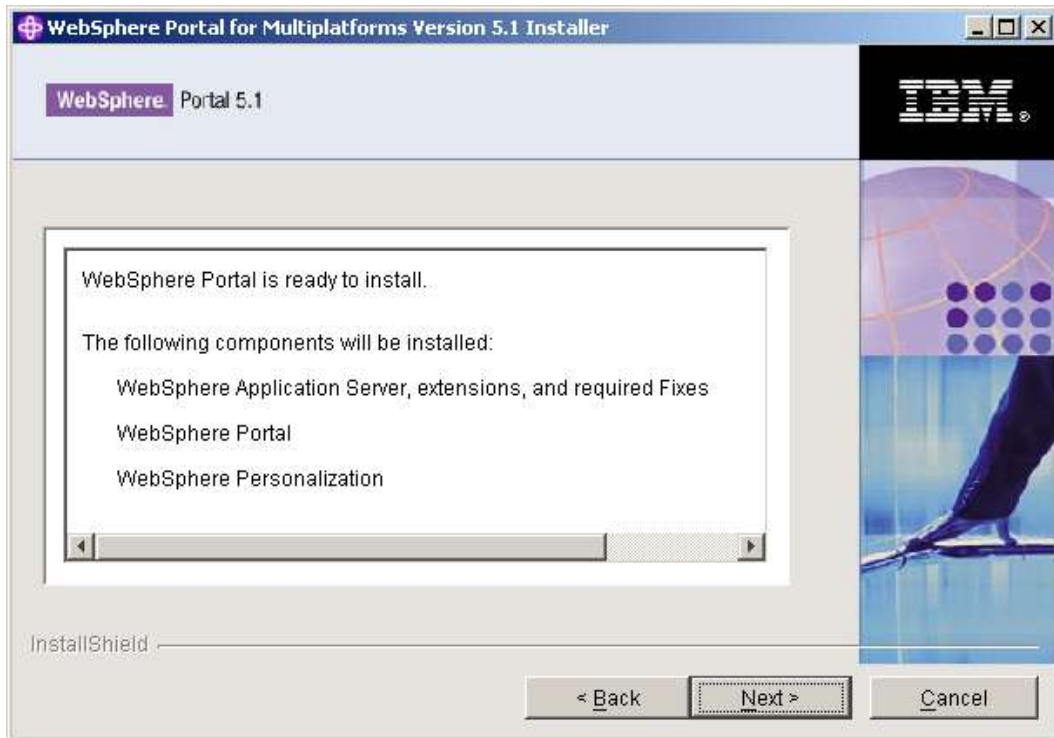 WebSphere Portal for Multiplatforms Version 5.1 Installer
WebSphere. Portal 5.1
IBM.®
WebSphere Portal is ready to install.
The following components will be installed:
WebSphere Application Server, extensions, and required Fixes
WebSphere Portal
WebSphere Personalization
InstallShield
< Back
Next >
Cancel